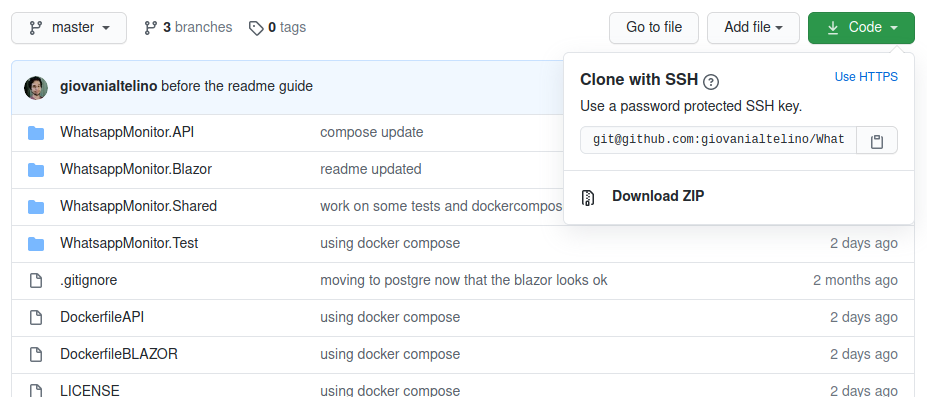 master 3 branches 0 tags Go to file Add file Code
giovanialtelino before the readme guide
Clone with SSH Use HTTPS
Use a password protected SSH key.
git@github.com:giovanialtelino/What
Download ZIP
WhatsappMonitor.API compose update
WhatsappMonitor.Blazor readme updated
WhatsappMonitor.Shared work on some tests and dockercompos
WhatsappMonitor.Test using docker compose 2 days ago
.gitignore moving to postgre now that the blazor looks ok 2 months ago
DockerfileAPI using docker compose 2 days ago
DockerfileBLAZOR using docker compose 2 days ago
LICENSE using docker compose 2 days ago